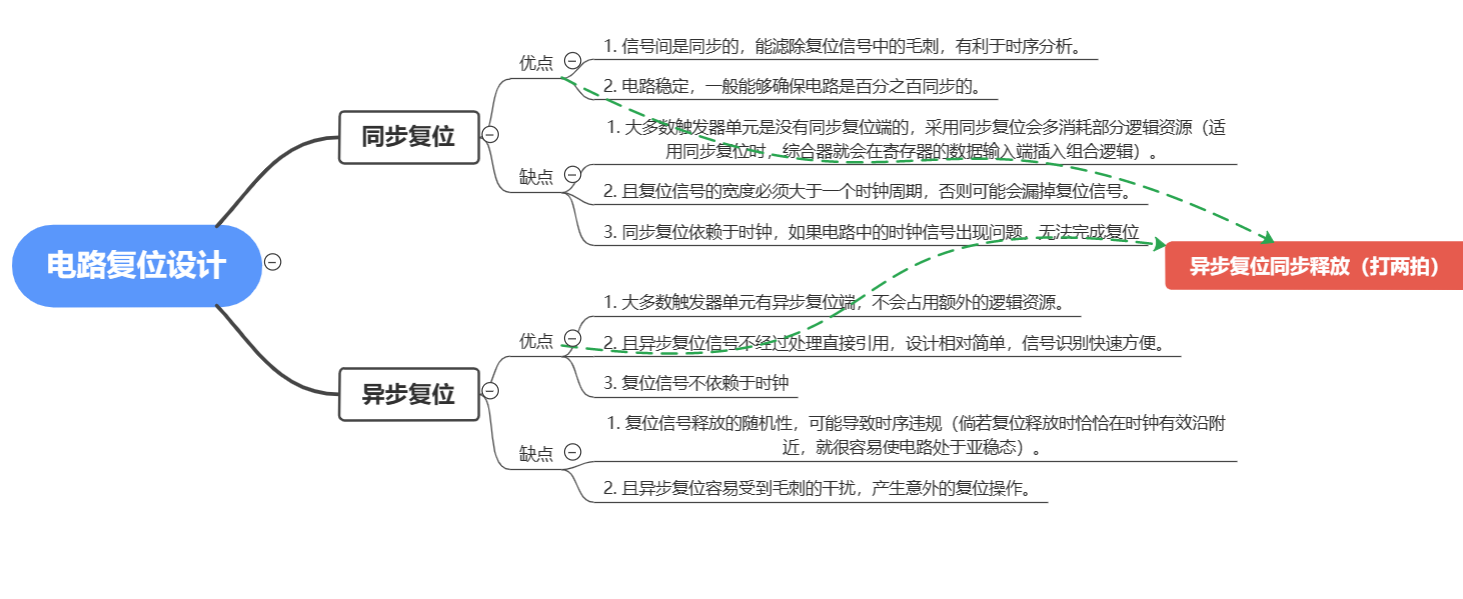 电路复位设计
同步复位
优点
1. 信号间是同步的，能滤除复位信号中的毛刺，有利于时序分析。
2. 电路稳定，一般能够确保电路是百分之百同步的。
缺点
1. 大多数触发器单元是没有同步复位端的，采用同步复位会多消耗部分逻辑资源（适
用同步复位时，综合器就会在寄存器的数据输入端插入组合逻辑）。
2. 且复位信号的宽度必须大于一个时钟周期，否则可能会漏掉复位信号。
3. 同步复位依赖于时钟，如果电路中的时钟信号出现问题，无法完成复位
异步复位同步释放（打两拍）
异步复位
优点
1. 大多数触发器单元有异步复位端，不会占用额外的逻辑资源。
2. 且异步复位信号不经过处理直接引用，设计相对简单，信号识别快速方便。
3. 复位信号不依赖于时钟
缺点
1. 复位信号释放的随机性，可能导致时序违规（倘若复位释放时恰恰在时钟有效沿附
近，就很容易使电路处于亚稳态）。
2. 且异步复位容易受到毛刺的干扰，产生意外的复位操作。